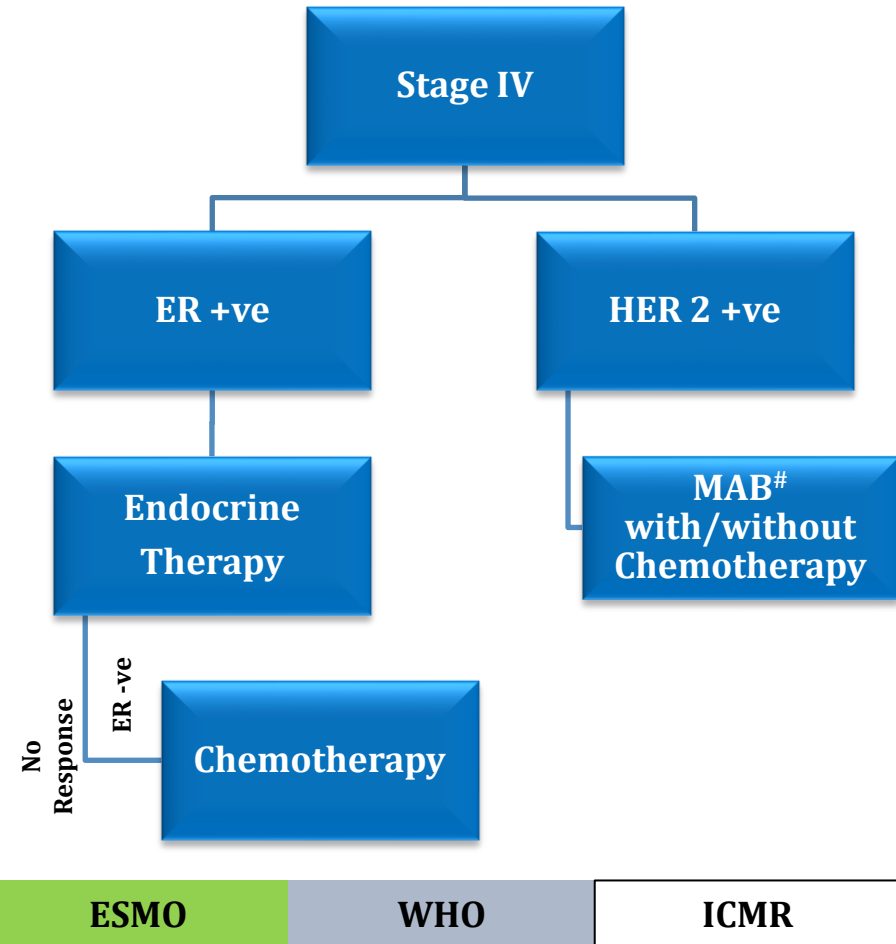 Stage IV
ER +ve
HER 2 +ve
Endocrine
Therapy
MAB#
with/without
Chemotherapy
No
Response
ER -ve
Chemotherapy
ESMO
WHO
ICMR